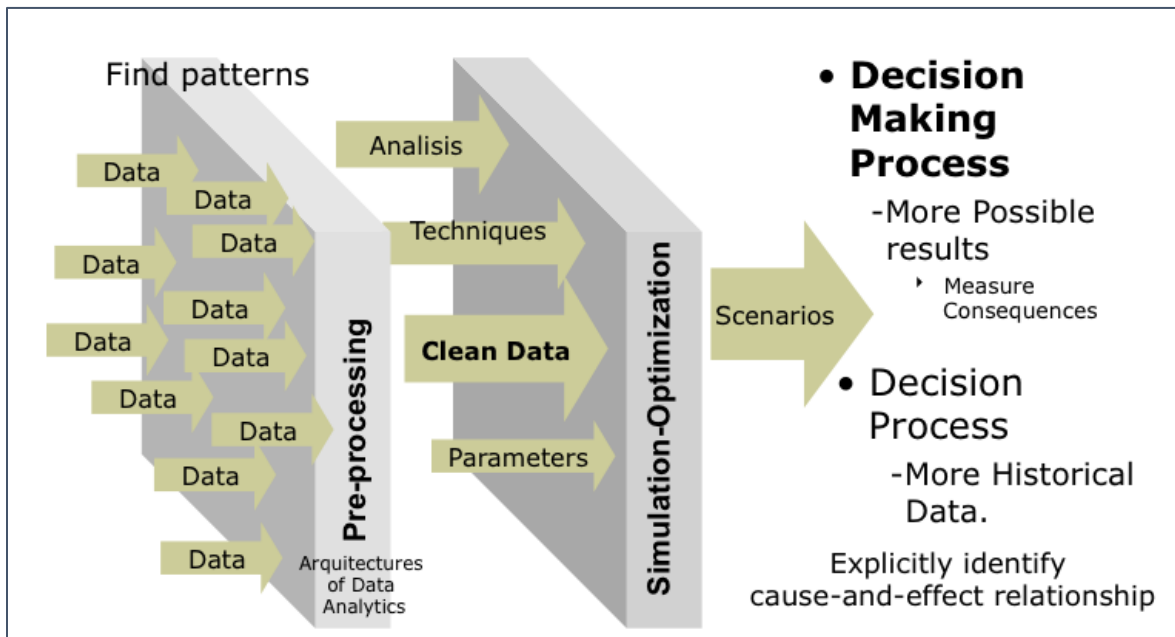 Find patterns
Data
Data
Data
Data
Data
Data
Data
Data
Data
Data
Data
Pre-processing
Arquitectures
of Data
Analytics
Analisis
Techniques
Clean Data
Parameters
Simulation-Optimization
Scenarios
• Decision
Making
Process
-More Possible
results
‣ Measure
Consequences
• Decision
Process
-More Historical
Data.
Explicitly identify
cause-and-effect relationship